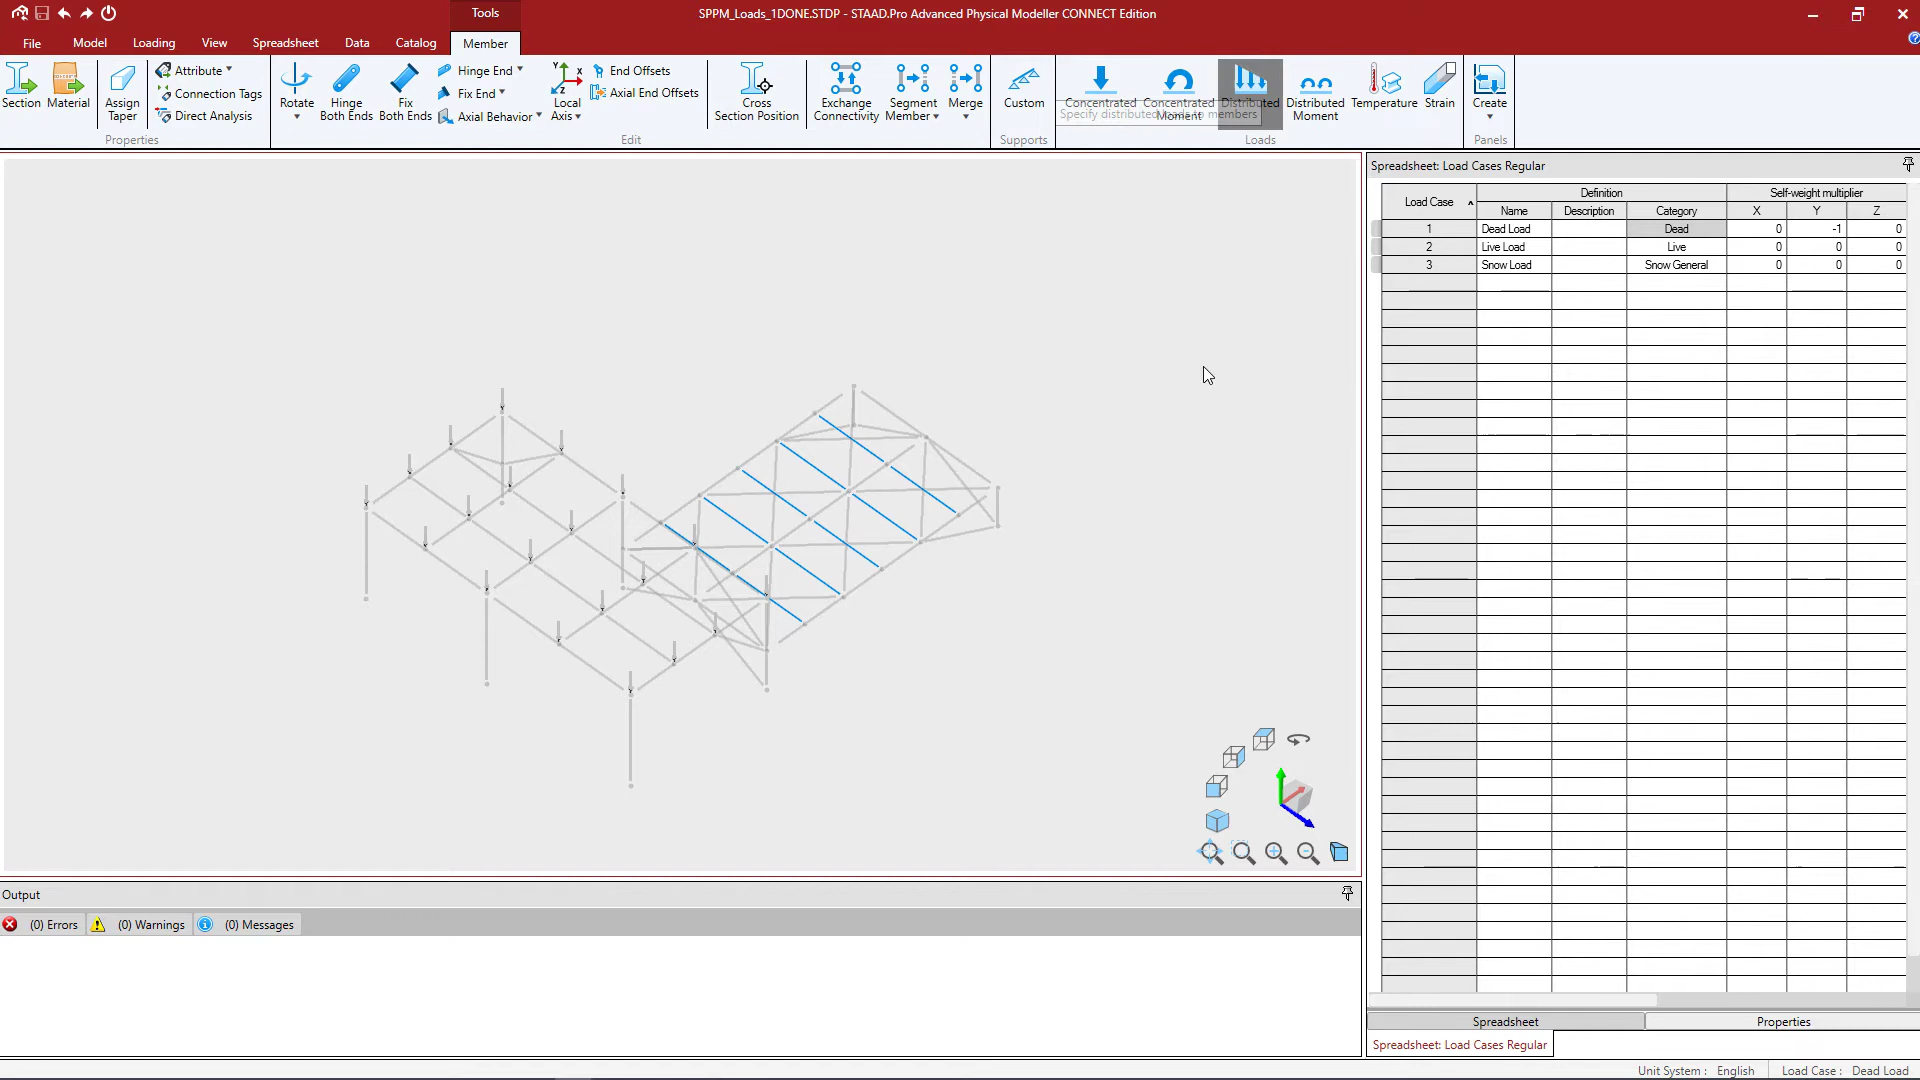 Tools
SPPM_Loads_1DONE.STDP - STAAD.Pro Advanced Physical Modeller CONNECT Edition
File Model Loading View Spreadsheet Data Catalog Member
Section
Material
Assign
Taper
Attribute
Connection Tags
Direct Analysis
Properties
Rotate
Hinge
Both Ends
Fix
Both Ends
Hinge End
Fix End
Axial Behavior
Local
Axis
End Offsets
Axial End Offsets
Cross
Section Position
Exchange
Connectivity
Segment
Member
Merge
Edit
Custom
Supports
Concentrated
Concentrated
Moment
Distributed
Specify distributed loads to members
Distributed
Moment
Temperature
Strain
Loads
Create
Panels
Spreadsheet: Load Cases Regular
Load Case Definition Self-weight multiplier
Name Description Category X Y Z
1 Dead Load Dead 0 -1 0
2 Live Load Live 0 0 0
3 Snow Load Snow General 0 0 0
Y X
Z
Output
(0) Errors (0) Warnings (0) Messages
Spreadsheet Properties
Spreadsheet: Load Cases Regular
Unit System : English Load Case : Dead Load